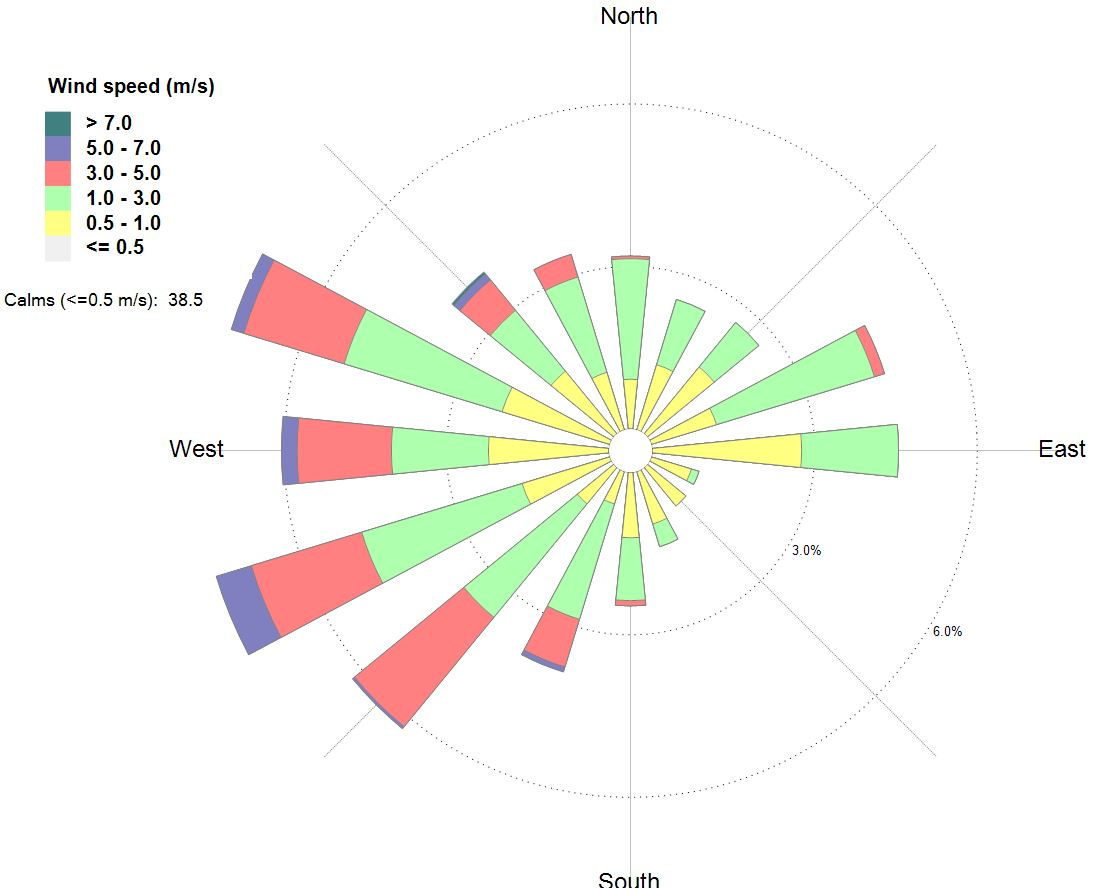 North
Wind speed (m/s)
> 7.0
5.0 - 7.0
3.0 - 5.0
1.0 - 3.0
0.5 - 1.0
<= 0.5
Calms (<=0.5 m/s):  38.5
West
East
3.0%
6.0%
South